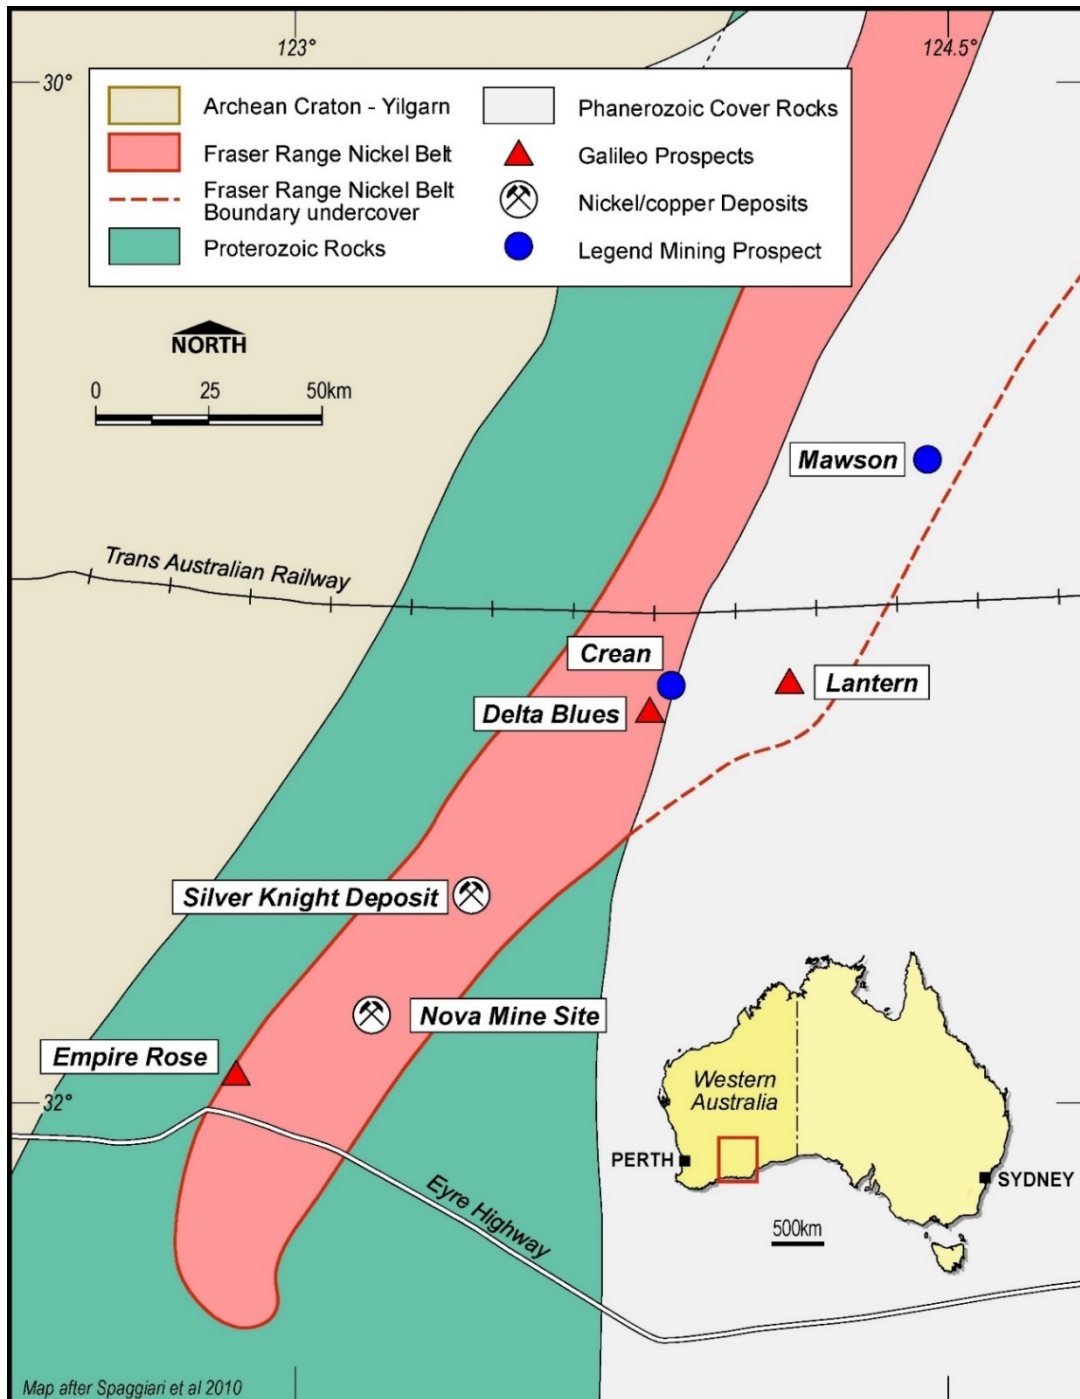 123°
124.5°
30°
Archean Craton - Yilgarn
Fraser Range Nickel Belt
Fraser Range Nickel Belt
Boundary undercover
Proterozoic Rocks
Phanerozoic Cover Rocks
Galileo Prospects
Nickel/copper Deposits
Legend Mining Prospect
NORTH
0 25 50km
Mawson
Trans Australian Railway
Crean
Lantern
Delta Blues
Silver Knight Deposit
Nova Mine Site
Empire Rose
32°
Eyre Highway
Western
Australia
PERTH
SYDNEY
500km
Map after Spaggiari et al 2010